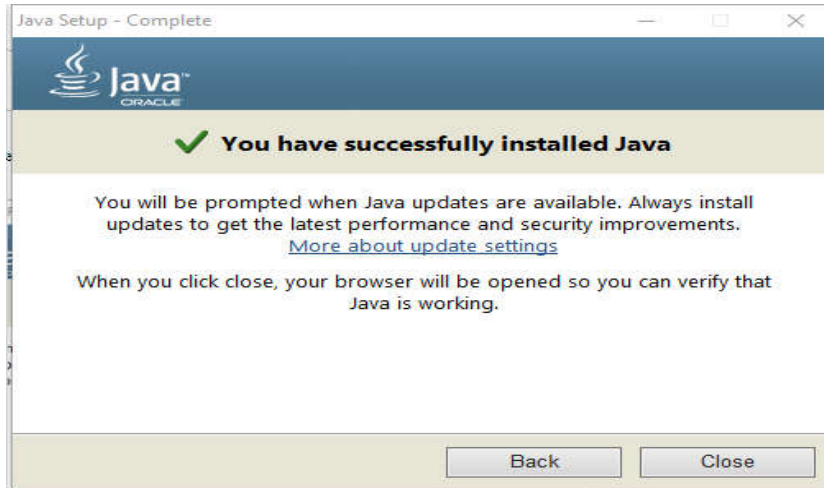 Java Setup - Complete
Java™
ORACLE
You have successfully installed Java
You will be prompted when Java updates are available. Always install
updates to get the latest performance and security improvements.
More about update settings
When you click close, your browser will be opened so you can verify that
Java is working.
Back
Close